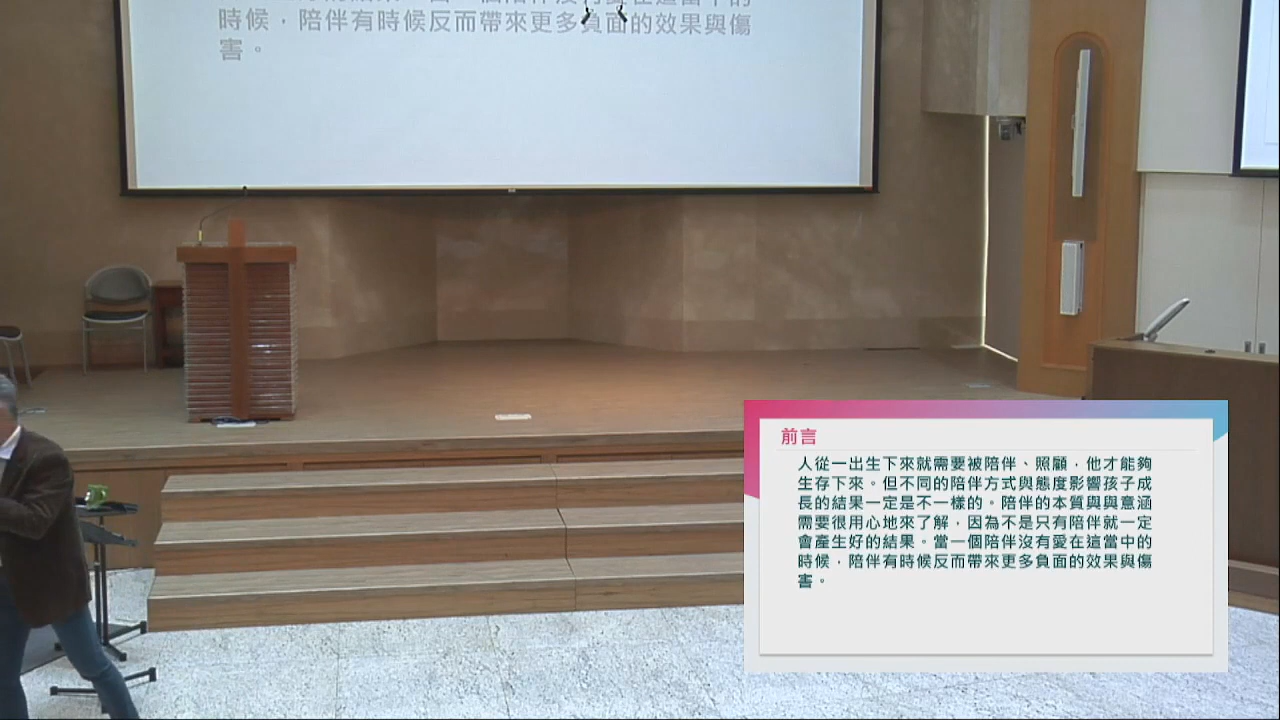 時候，陪伴有時候反而帶來更多負面的效果與傷
害。
前言
人從一出生下來就需要被陪伴、照顧，他才能夠
生存下來。但不同的陪伴方式與態度影響孩子成
長的結果一定是不一樣的。陪伴的本質與與意涵
需要很用心地來了解，因為不是只有陪伴就一定
會產生好的結果。當一個陪伴沒有愛在這當中的
時候，陪伴有時候反而帶來更多負面的效果與傷
害。